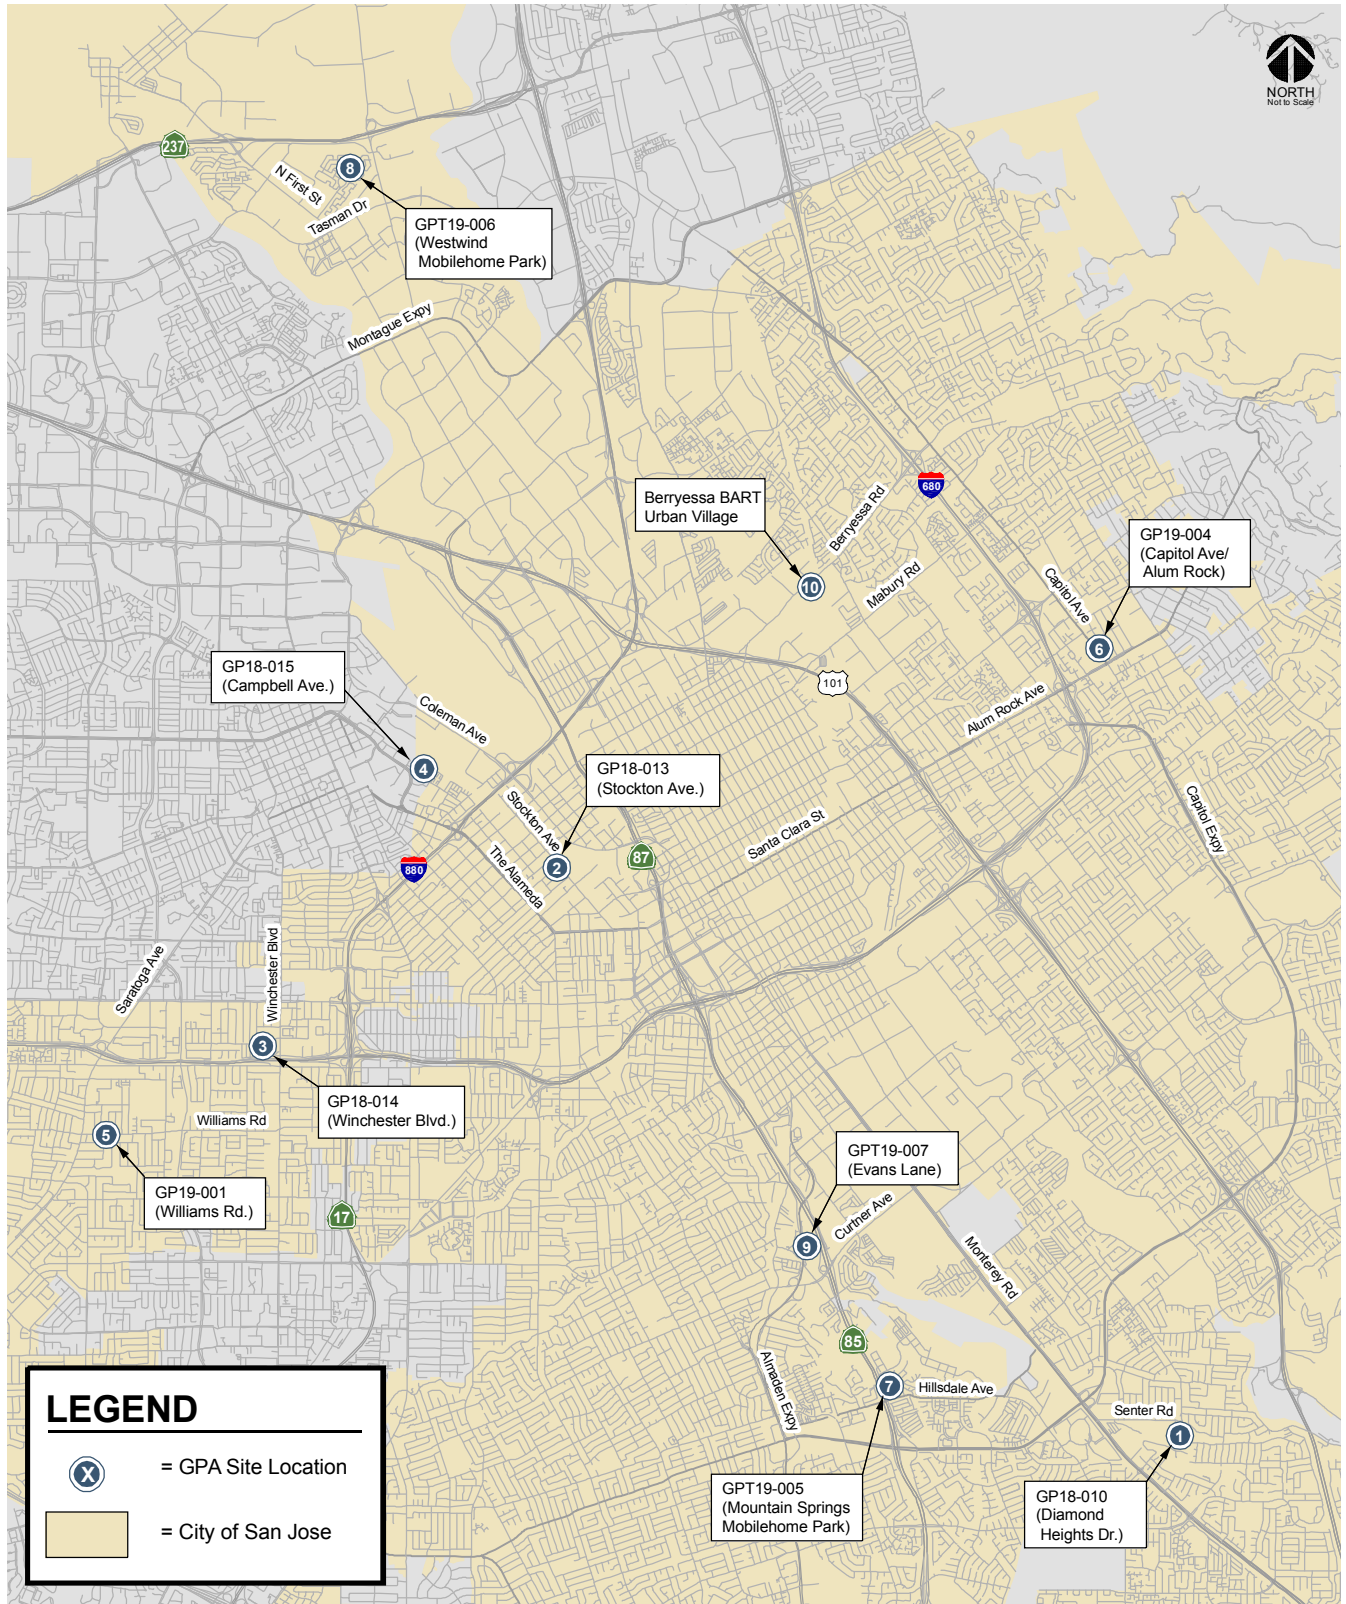 NORTH
Not to Scale
237
8
N First St
Tasman Dr
GPT19-006
(Westwind
Mobilehome Park)
Montague Expy
Berryessa BART
Urban Village
Berryessa Rd
680
10
Mabury Rd
GP19-004
(Capitol Ave/
Alum Rock)
Capitol Ave
6
GP18-015
(Campbell Ave.)
101
Coleman Ave
Alum Rock Ave
4
GP18-013
(Stockton Ave.)
Stockton Ave
Santa Clara St
Capitol Expy
87
2
880
The Alameda
Saratoga Ave
Winchester Blvd
3
GP18-014
(Winchester Blvd.)
Williams Rd
5
GP19-001
(Williams Rd.)
17
GPT19-007
(Evans Lane)
Curtner Ave
9
Monterey Rd
85
Almaden Expy
7
Hillsdale Ave
Senter Rd
1
GPT19-005
(Mountain Springs
Mobilehome Park)
GP18-010
(Diamond
Heights Dr.)
LEGEND
X
= GPA Site Location
= City of San Jose